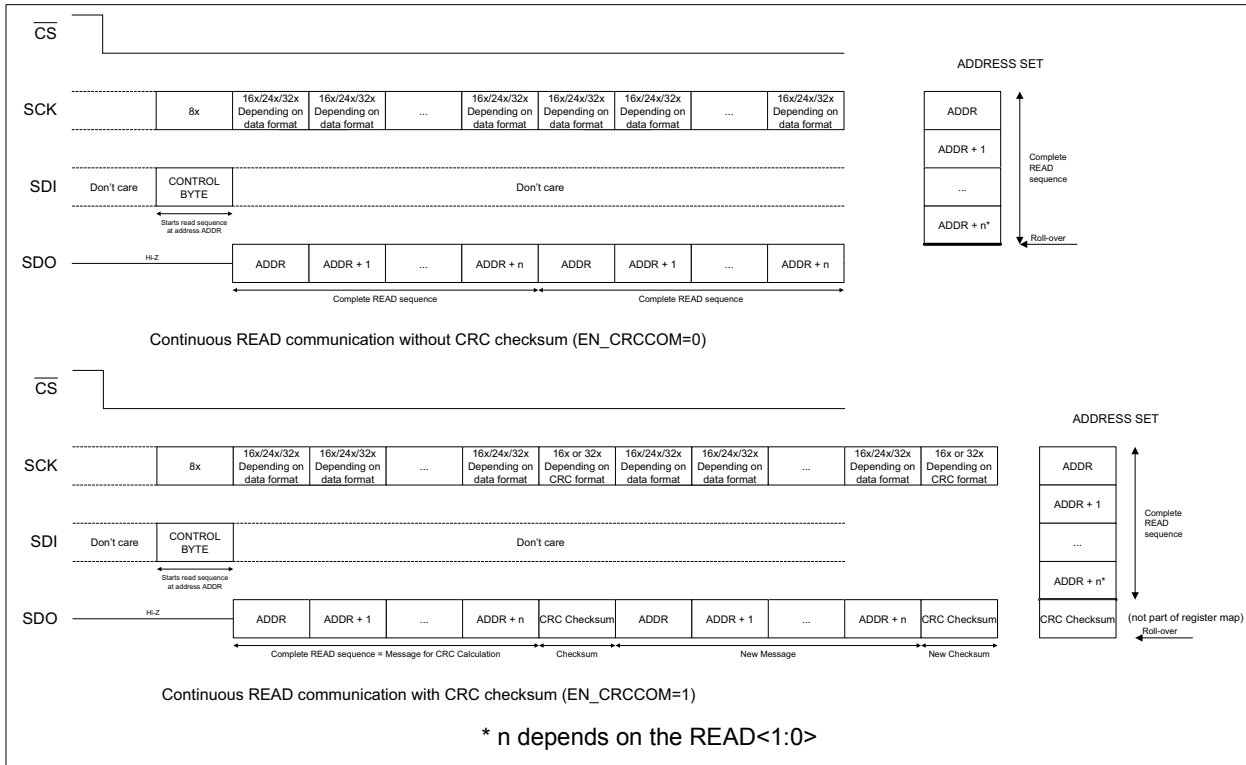 CS
ADDRESS SET
SCK
8x
16x/24x/32x
Depending on
data format
16x/24x/32x
Depending on
data format
...
16x/24x/32x
Depending on
data format
16x/24x/32x
Depending on
data format
16x/24x/32x
Depending on
data format
...
16x/24x/32x
Depending on
data format
ADDR
ADDR + 1
...
ADDR + n*
Complete
READ
sequence
Roll-over
SDI
Don't care
CONTROL
BYTE
Don't care
Starts read sequence
at address ADDR
SDO
Hi-Z
ADDR
ADDR + 1
...
ADDR + n
ADDR
ADDR + 1
...
ADDR + n
Complete READ sequence
Complete READ sequence
Continuous READ communication without CRC checksum (EN_CRCCOM=0)
CS
ADDRESS SET
SCK
8x
16x/24x/32x
Depending on
data format
16x/24x/32x
Depending on
data format
...
16x/24x/32x
Depending on
data format
16x or 32x
Depending on
CRC format
16x/24x/32x
Depending on
data format
16x/24x/32x
Depending on
data format
...
16x/24x/32x
Depending on
data format
16x or 32x
Depending on
CRC format
ADDR
ADDR + 1
...
ADDR + n*
CRC Checksum
Complete
READ
sequence
(not part of register map)
Roll-over
SDI
Don't care
CONTROL
BYTE
Don't care
Starts read sequence
at address ADDR
SDO
Hi-Z
ADDR
ADDR + 1
...
ADDR + n
CRC Checksum
ADDR
ADDR + 1
...
ADDR + n
CRC Checksum
Complete READ sequence = Message for CRC Calculation
Checksum
New Message
New Checksum
Continuous READ communication with CRC checksum (EN_CRCCOM=1)
* n depends on the READ<1:0>